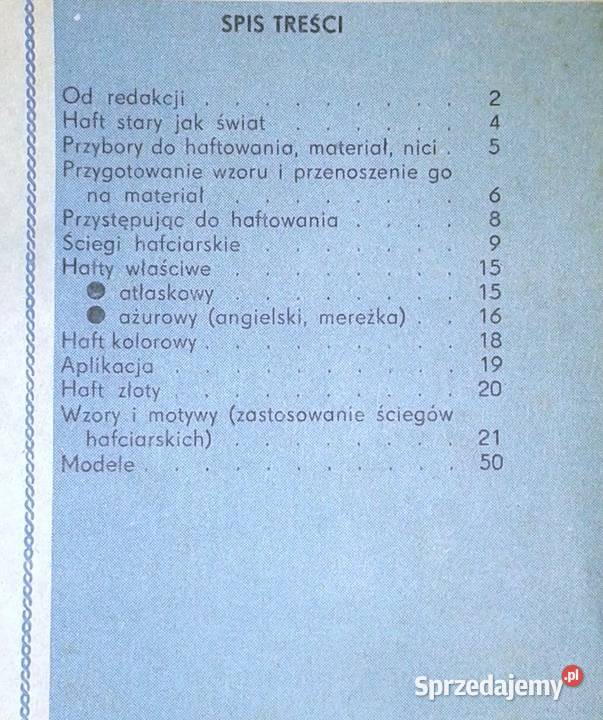 SPIS TREŚCI
Od redakcji . . . . . . . . 2
Haft stary jak świat . . . . . . 4
Przybory do haftowania, materiał, nici . 5
Przygotowanie wzoru i przenoszenie go
na materiał . . . . . . . 6
Przystępując do haftowania . . . . 8
Ściegi hafciarskie . . . . . . . 9
Hafty właściwe . . . . . . . 15
● atłaskowy . . . . . . . 15
● ażurowy (angielski, mereżka) . . 16
Haft kolorowy . . . . . . . . 18
Aplikacja . . . . . . . . . 19
Haft złoty . . . . . . . . . 20
Wzory i motywy (zastosowanie ściegów
hafciarskich) . . . . . . . 21
Modele . . . . . . . . . . 50
Sprzedajemy.pl